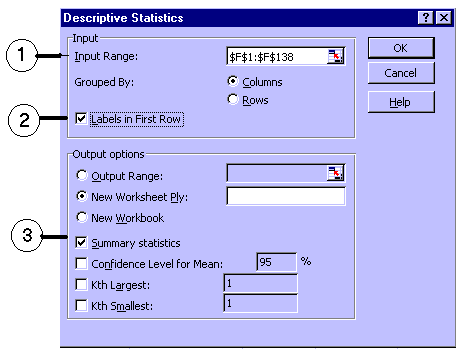 Descriptive Statistics
Input
1
Input Range:
$F$1:$F$138
OK
Grouped By:
Columns
Cancel
Rows
Help
2
Labels in First Row
Output options
Output Range:
New Worksheet Ply:
New Workbook
3
Summary statistics
Confidence Level for Mean:
95
%
Kth Largest:
1
Kth Smallest:
1